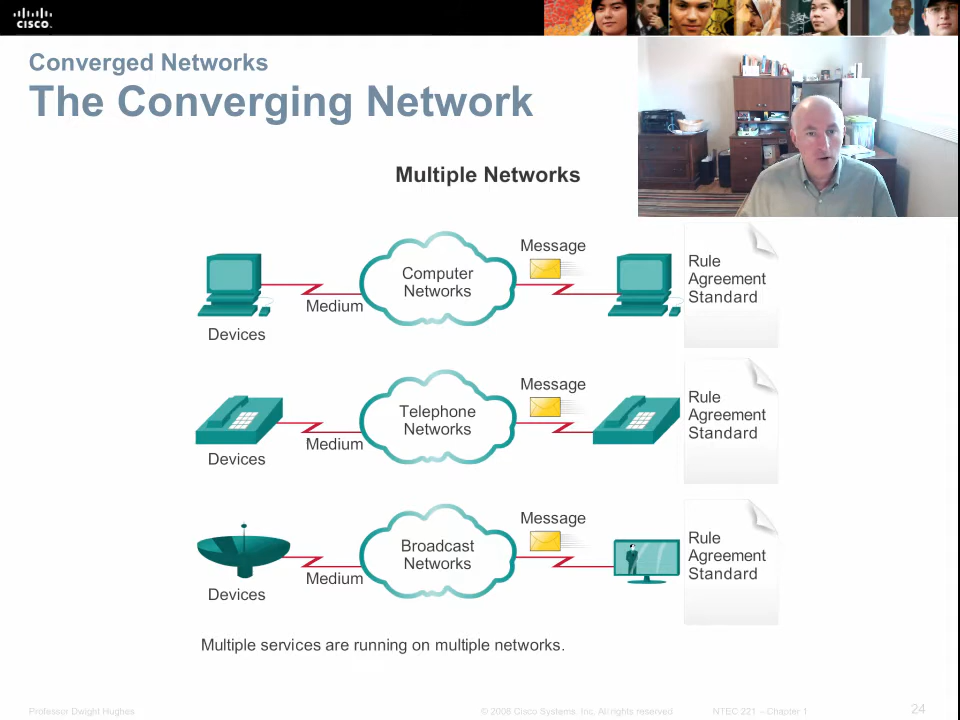 CISCO
Converged Networks
The Converging Network
Multiple Networks
Message
Computer
Networks
Medium
Devices
Rule
Agreement
Standard
Message
Telephone
Networks
Medium
Devices
Rule
Agreement
Standard
Message
Broadcast
Networks
Medium
Devices
Rule
Agreement
Standard
Multiple services are running on multiple networks.
Professor Dwight Hughes
© 2008 Cisco Systems, Inc. All rights reserved.
NTEC 221 - Chapter 1
24